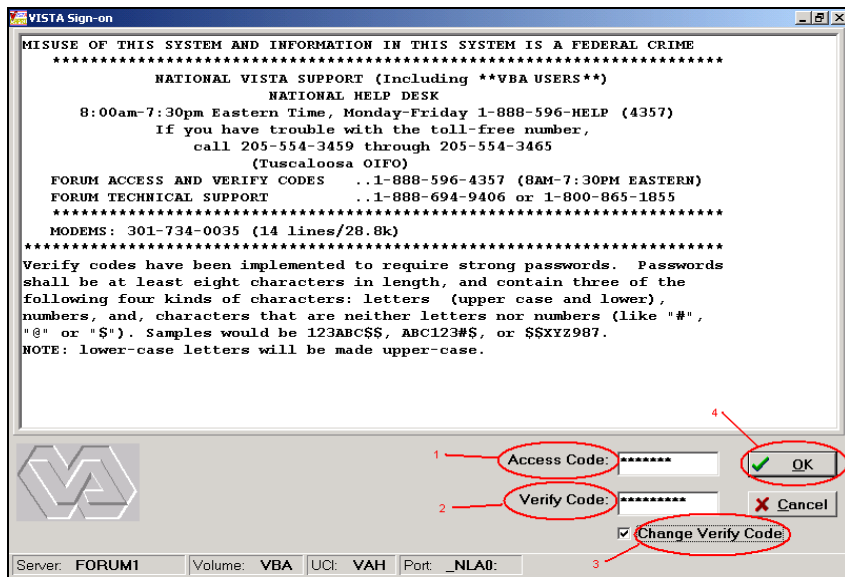 VISTA Sign-on
MISUSE OF THIS SYSTEM AND INFORMATION IN THIS SYSTEM IS A FEDERAL CRIME
***********************************************************************
NATIONAL VISTA SUPPORT (Including **VBA USERS**)
NATIONAL HELP DESK
8:00am-7:30pm Eastern Time, Monday-Friday 1-888-596-HELP (4357)
If you have trouble with the toll-free number,
call 205-554-3459 through 205-554-3465
(Tuscaloosa OIFO)
FORUM ACCESS AND VERIFY CODES ..1-888-596-4357 (8AM-7:30PM EASTERN)
FORUM TECHNICAL SUPPORT ..1-888-694-9406 or 1-800-865-1855
***********************************************************************
MODEMS: 301-734-0035 (14 lines/28.8k)
**************************************************************************
Verify codes have been implemented to require strong passwords. Passwords
shall be at least eight characters in length, and contain three of the
following four kinds of characters: letters (upper case and lower),
numbers, and, characters that are neither letters nor numbers (like "#",
"@" or "$"). Samples would be 123ABC$$, ABC123#$, or $$XYZ987.
NOTE: lower-case letters will be made upper-case.
4
1 Access Code: ******* OK
2 Verify Code: ********* Cancel
Change Verify Code
3
Server: FORUM1 Volume: VBA UCI: VAH Port: _NLA0: